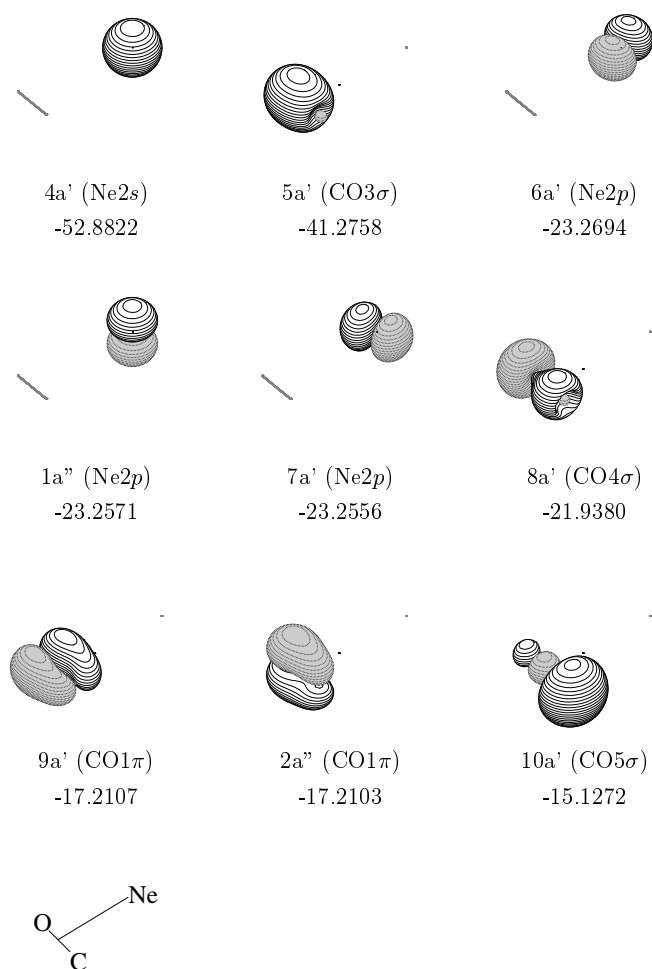 4a' (Ne2s) 5a' (CO3σ) 6a' (Ne2p)
-52.8822 -41.2758 -23.2694
1a" (Ne2p) 7a' (Ne2p) 8a' (CO4σ)
-23.2571 -23.2556 -21.9380
9a' (CO1π) 2a" (CO1π) 10a' (CO5σ)
-17.2107 -17.2103 -15.1272
Ne
O
C